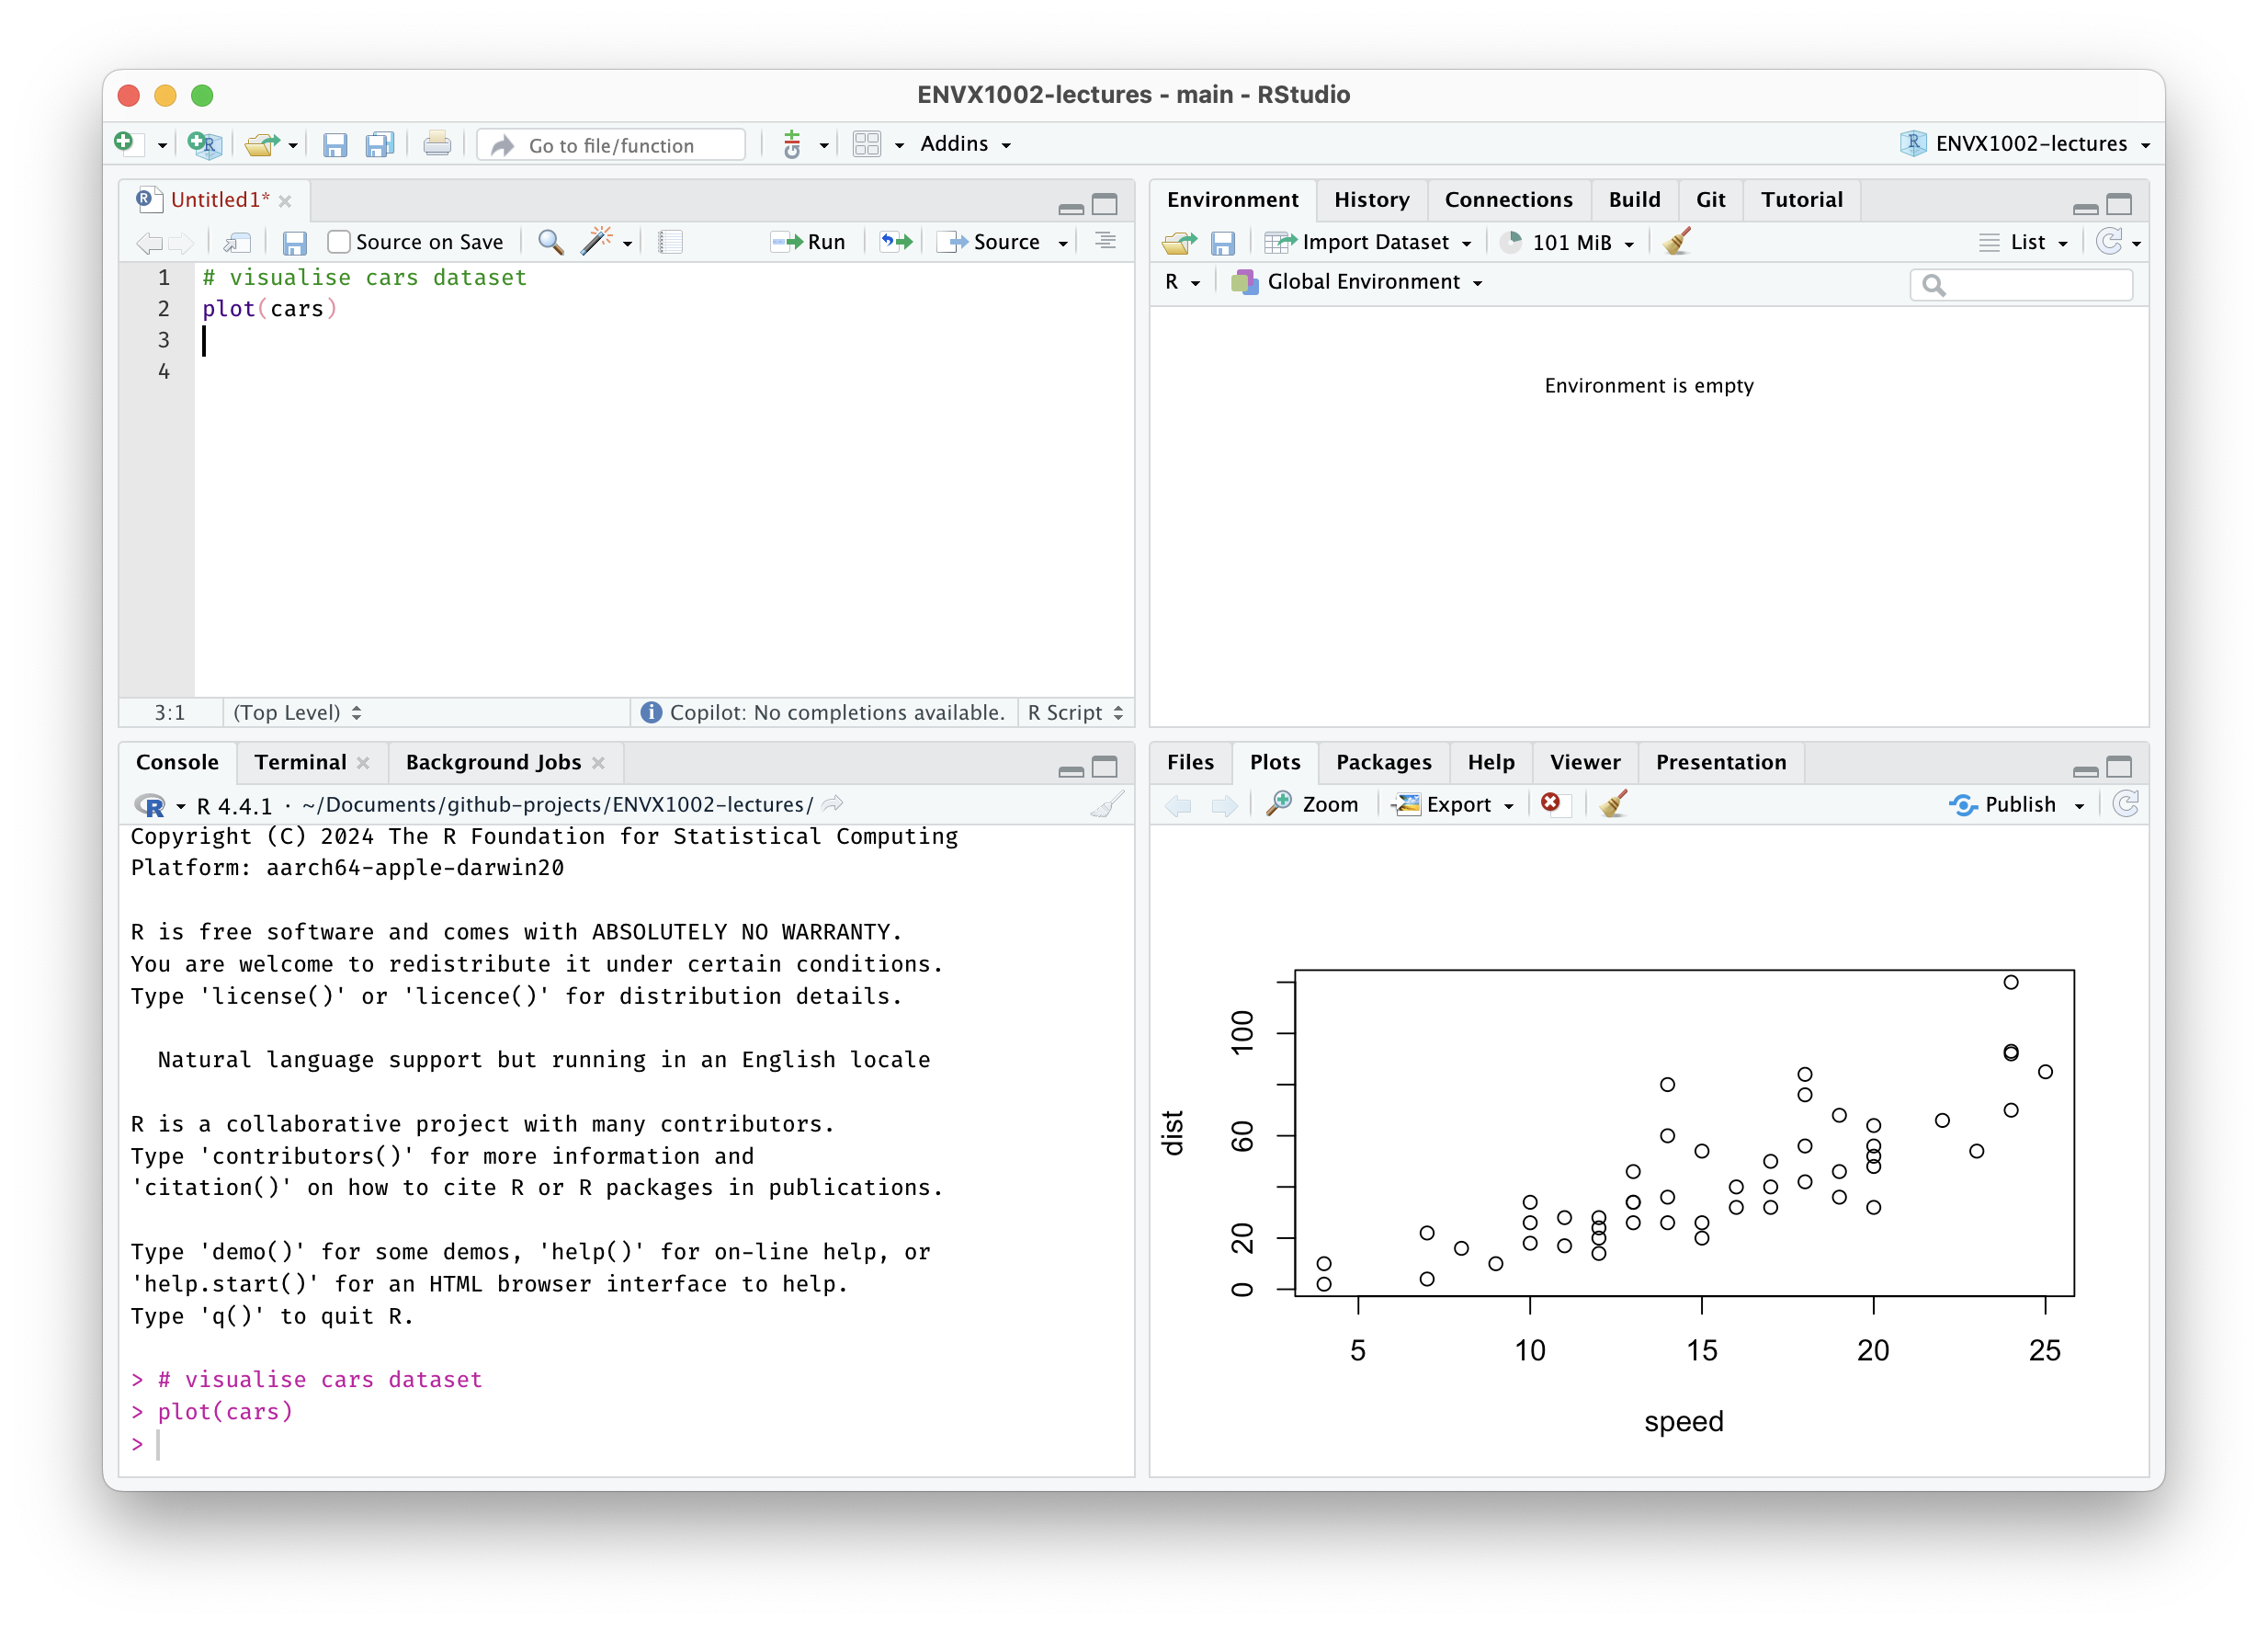 ENVX1002-lectures - main - RStudio
Go to file/function
Addins
ENVX1002-lectures
Untitled1*
Source on Save
Run
Source
1 # visualise cars dataset
2 plot(cars)
3
4
3:1 (Top Level) Copilot: No completions available. R Script
Environment History Connections Build Git Tutorial
Import Dataset 101 MiB List
R Global Environment
Environment is empty
Console Terminal Background Jobs
R 4.4.1 · ~/Documents/github-projects/ENVX1002-lectures/
Copyright (C) 2024 The R Foundation for Statistical Computing
Platform: aarch64-apple-darwin20
R is free software and comes with ABSOLUTELY NO WARRANTY.
You are welcome to redistribute it under certain conditions.
Type 'license()' or 'licence()' for distribution details.
Natural language support but running in an English locale
R is a collaborative project with many contributors.
Type 'contributors()' for more information and
'citation()' on how to cite R or R packages in publications.
Type 'demo()' for some demos, 'help()' for on-line help, or
'help.start()' for an HTML browser interface to help.
Type 'q()' to quit R.
> # visualise cars dataset
> plot(cars)
>
Files Plots Packages Help Viewer Presentation
Zoom Export Publish
dist
100
60
20
0
5 10 15 20 25
speed